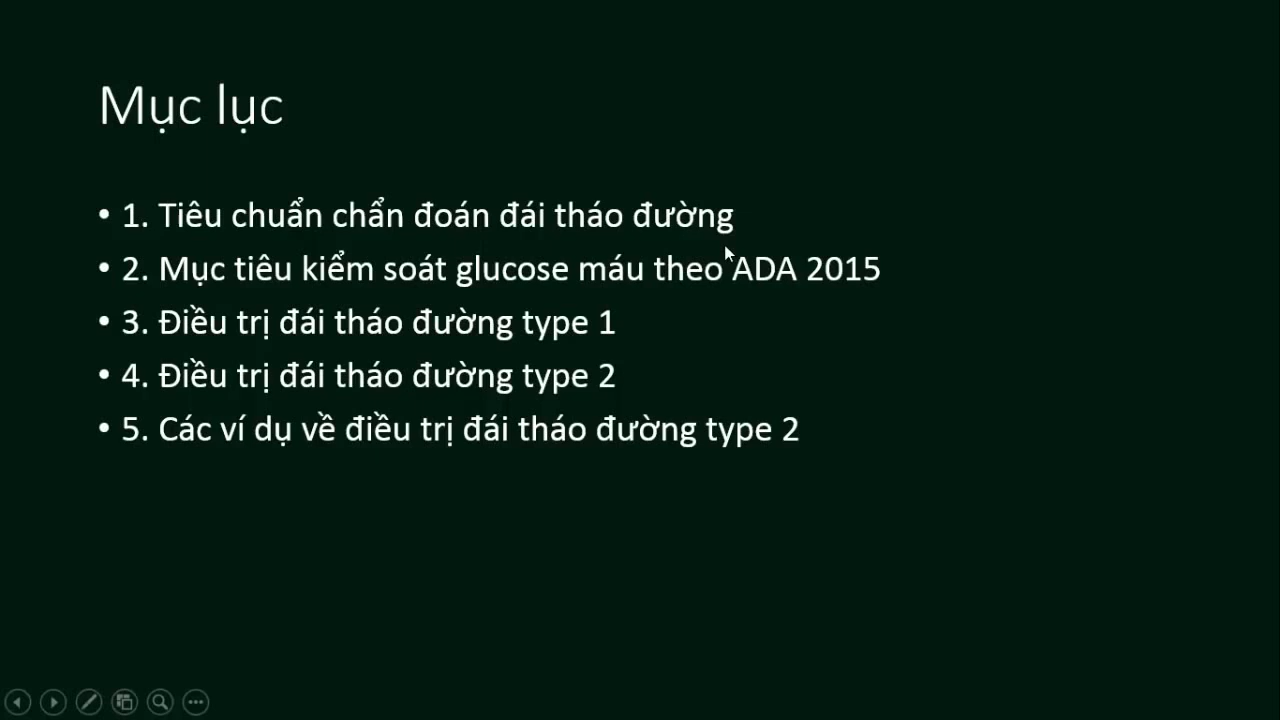 Mục lục
• 1. Tiêu chuẩn chẩn đoán đái tháo đường
• 2. Mục tiêu kiểm soát glucose máu theo ADA 2015
• 3. Điều trị đái tháo đường type 1
• 4. Điều trị đái tháo đường type 2
• 5. Các ví dụ về điều trị đái tháo đường type 2